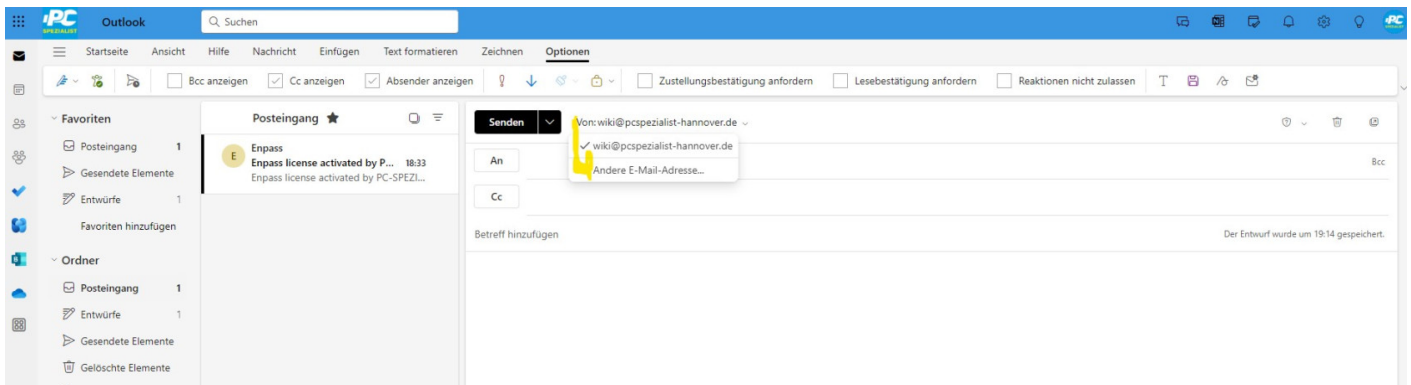 PC
SPEZIALIST
Outlook
Suchen
PC
Startseite Ansicht Hilfe Nachricht Einfügen Text formatieren Zeichnen Optionen
Bcc anzeigen Cc anzeigen Absender anzeigen Zustellungsbestätigung anfordern Lesebestätigung anfordern Reaktionen nicht zulassen
Favoriten
Posteingang 1
Gesendete Elemente
Entwürfe 1
Favoriten hinzufügen
Ordner
Posteingang 1
Entwürfe 1
Gesendete Elemente
Gelöschte Elemente
Posteingang
E
Enpass
Enpass license activated by P... 18:33
Enpass license activated by PC-SPEZI...
Senden Von: wiki@pcspezialist-hannover.de
wiki@pcspezialist-hannover.de
Andere E-Mail-Adresse...
An Bcc
Cc
Betreff hinzufügen Der Entwurf wurde um 19:14 gespeichert.